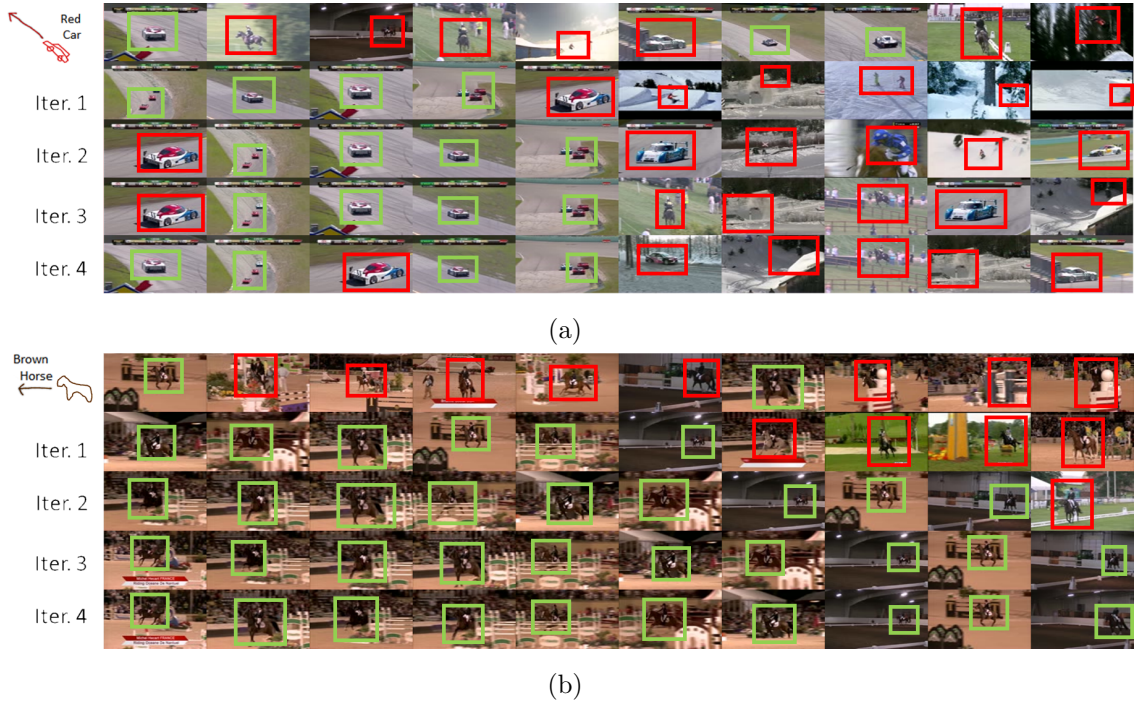 Red
Car
Iter. 1
Iter. 2
Iter. 3
Iter. 4
(a)
Brown
Horse
Iter. 1
Iter. 2
Iter. 3
Iter. 4
(b)